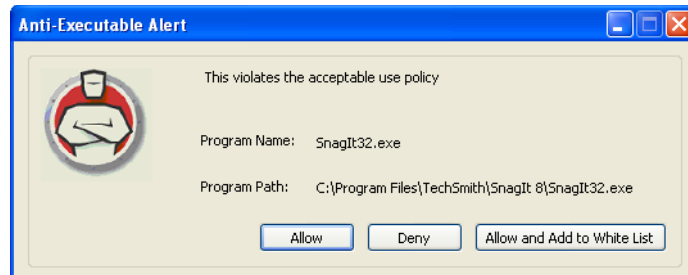 Anti-Executable Alert
This violates the acceptable use policy
Program Name: SnagIt32.exe
Program Path: C:\Program Files\TechSmith\SnagIt 8\SnagIt32.exe
Allow Deny Allow and Add to White List